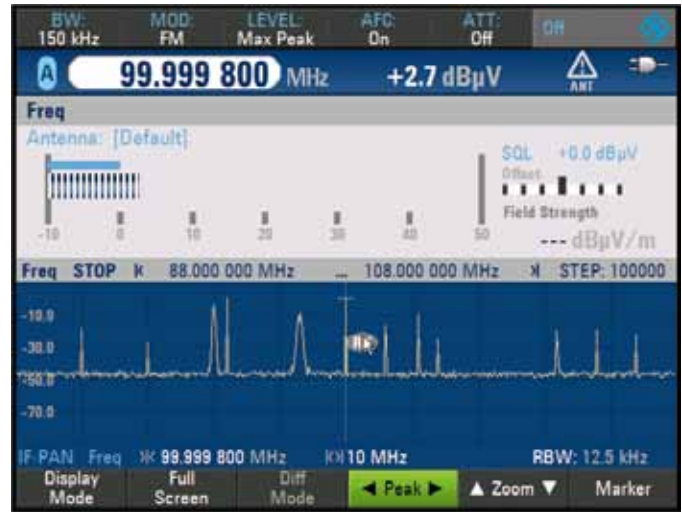 BW: MOD: LEVEL: AFC: ATT: Off
150 kHz FM Max Peak On Off
A 99.999 800 MHz +2.7 dBµV ANT
Freq
Antenna: [Default]
SQL +0.0 dBµV
Offset
Field Strength
-10 0 10 20 30 40 50
--- dBµV/m
Freq STOP 88.000 000 MHz ... 108.000 000 MHz STEP: 100000
-10.0
-30.0
-50.0
-70.0
IF-PAN Freq 99.999 800 MHz 10 MHz RBW: 12.5 kHz
Display Mode Full Screen Diff Mode ◄ Peak ► ▲ Zoom ▼ Marker